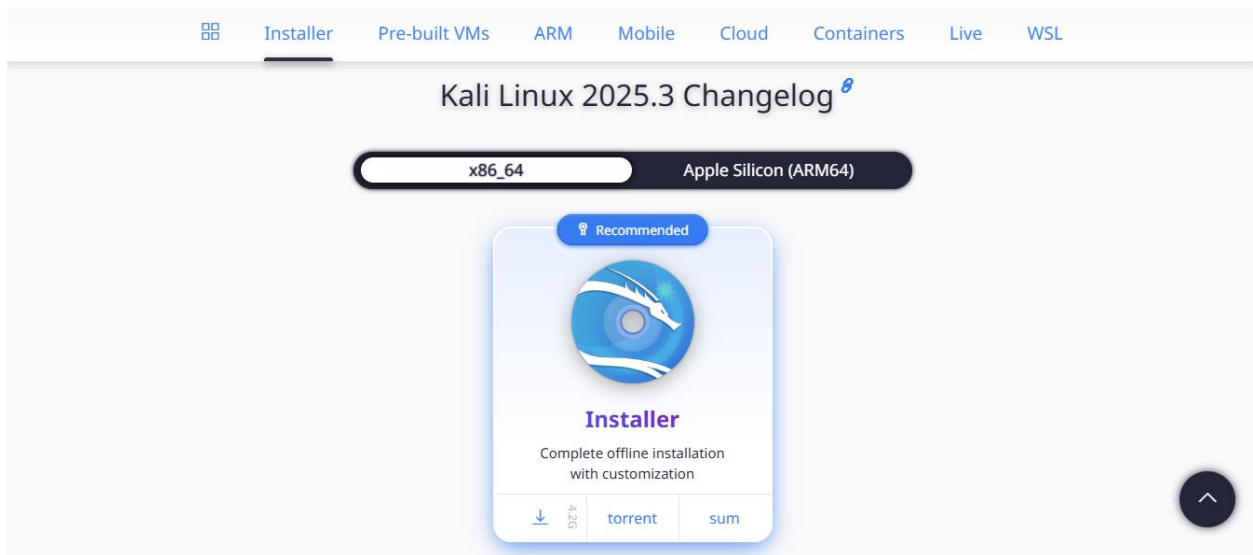 Installer Pre-built VMs ARM Mobile Cloud Containers Live WSL
Kali Linux 2025.3 Changelog
x86_64 Apple Silicon (ARM64)
Recommended
Installer
Complete offline installation
with customization
4.2G torrent sum